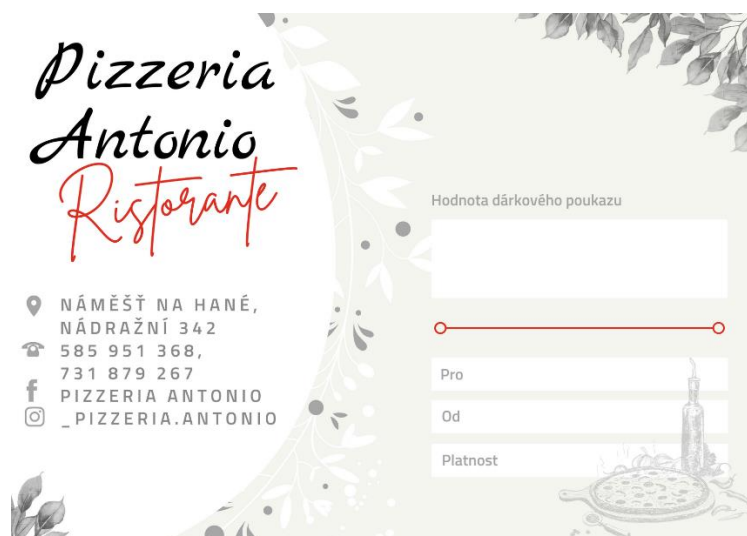 Pizzeria
Antonio
Ristorante
NÁMĚŠŤ NA HANÉ,
NÁDRAŽNÍ 342
585 951 368,
731 879 267
PIZZERIA ANTONIO
_PIZZERIA.ANTONIO
Hodnota dárkového poukazu
Pro
Od
Platnost